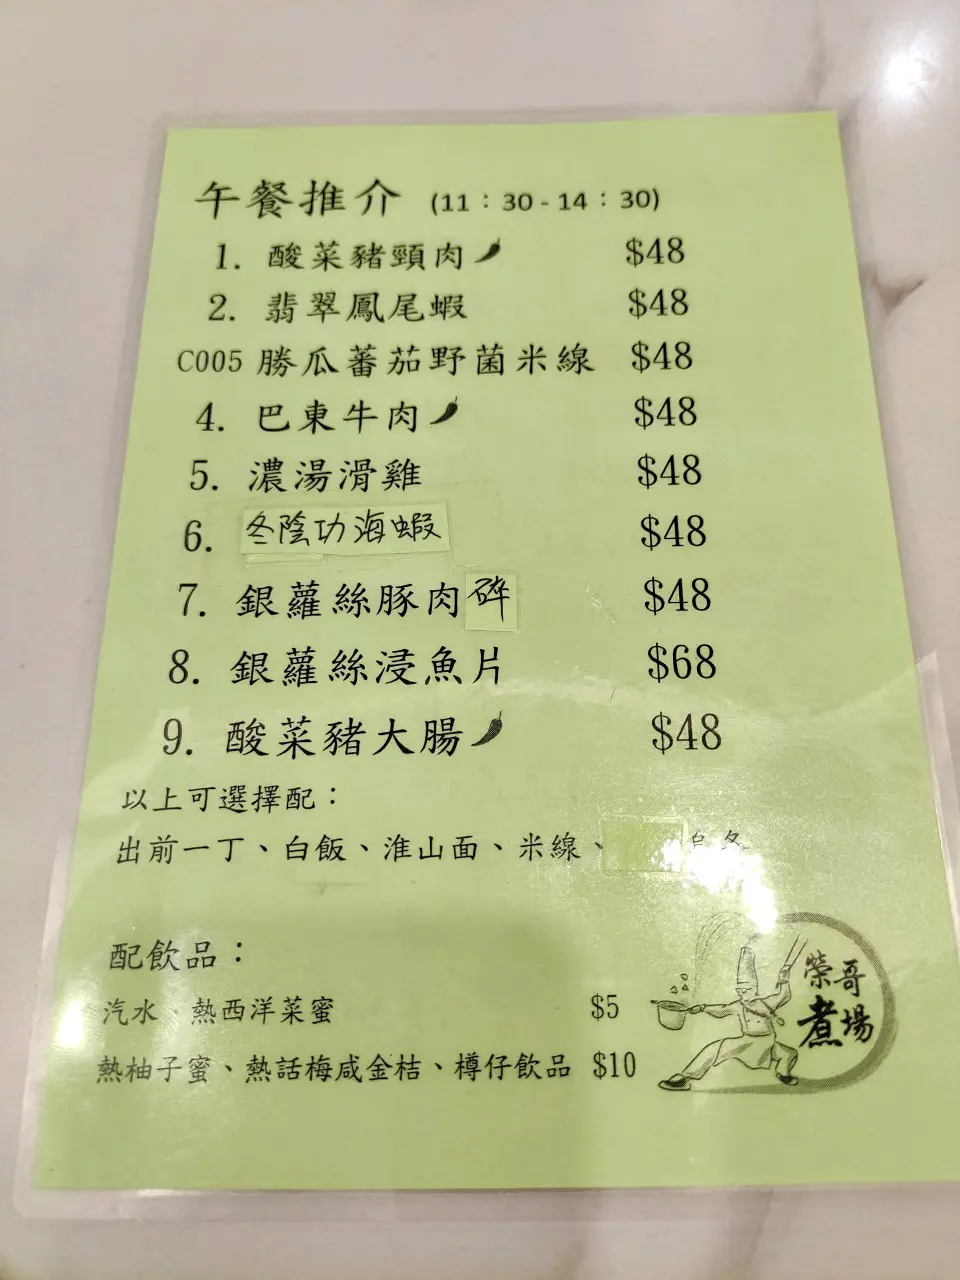 午餐推介 (11：30-14：30)
1. 酸菜豬頸肉 $48
2. 翡翠鳳尾蝦 $48
C005 勝瓜蕃茄野菌米線 $48
4. 巴東牛肉 $48
5. 濃湯滑雞 $48
6. 冬陰功海蝦 $48
7. 銀蘿絲豚肉碎 $48
8. 銀蘿絲浸魚片 $68
9. 酸菜豬大腸 $48
以上可選擇配：
出前一丁、白飯、淮山面、米線、
配飲品：
汽水、熱西洋菜蜜 $5
熱柚子蜜、熱話梅咸金桔、樽仔飲品 $10
榮哥
煮場